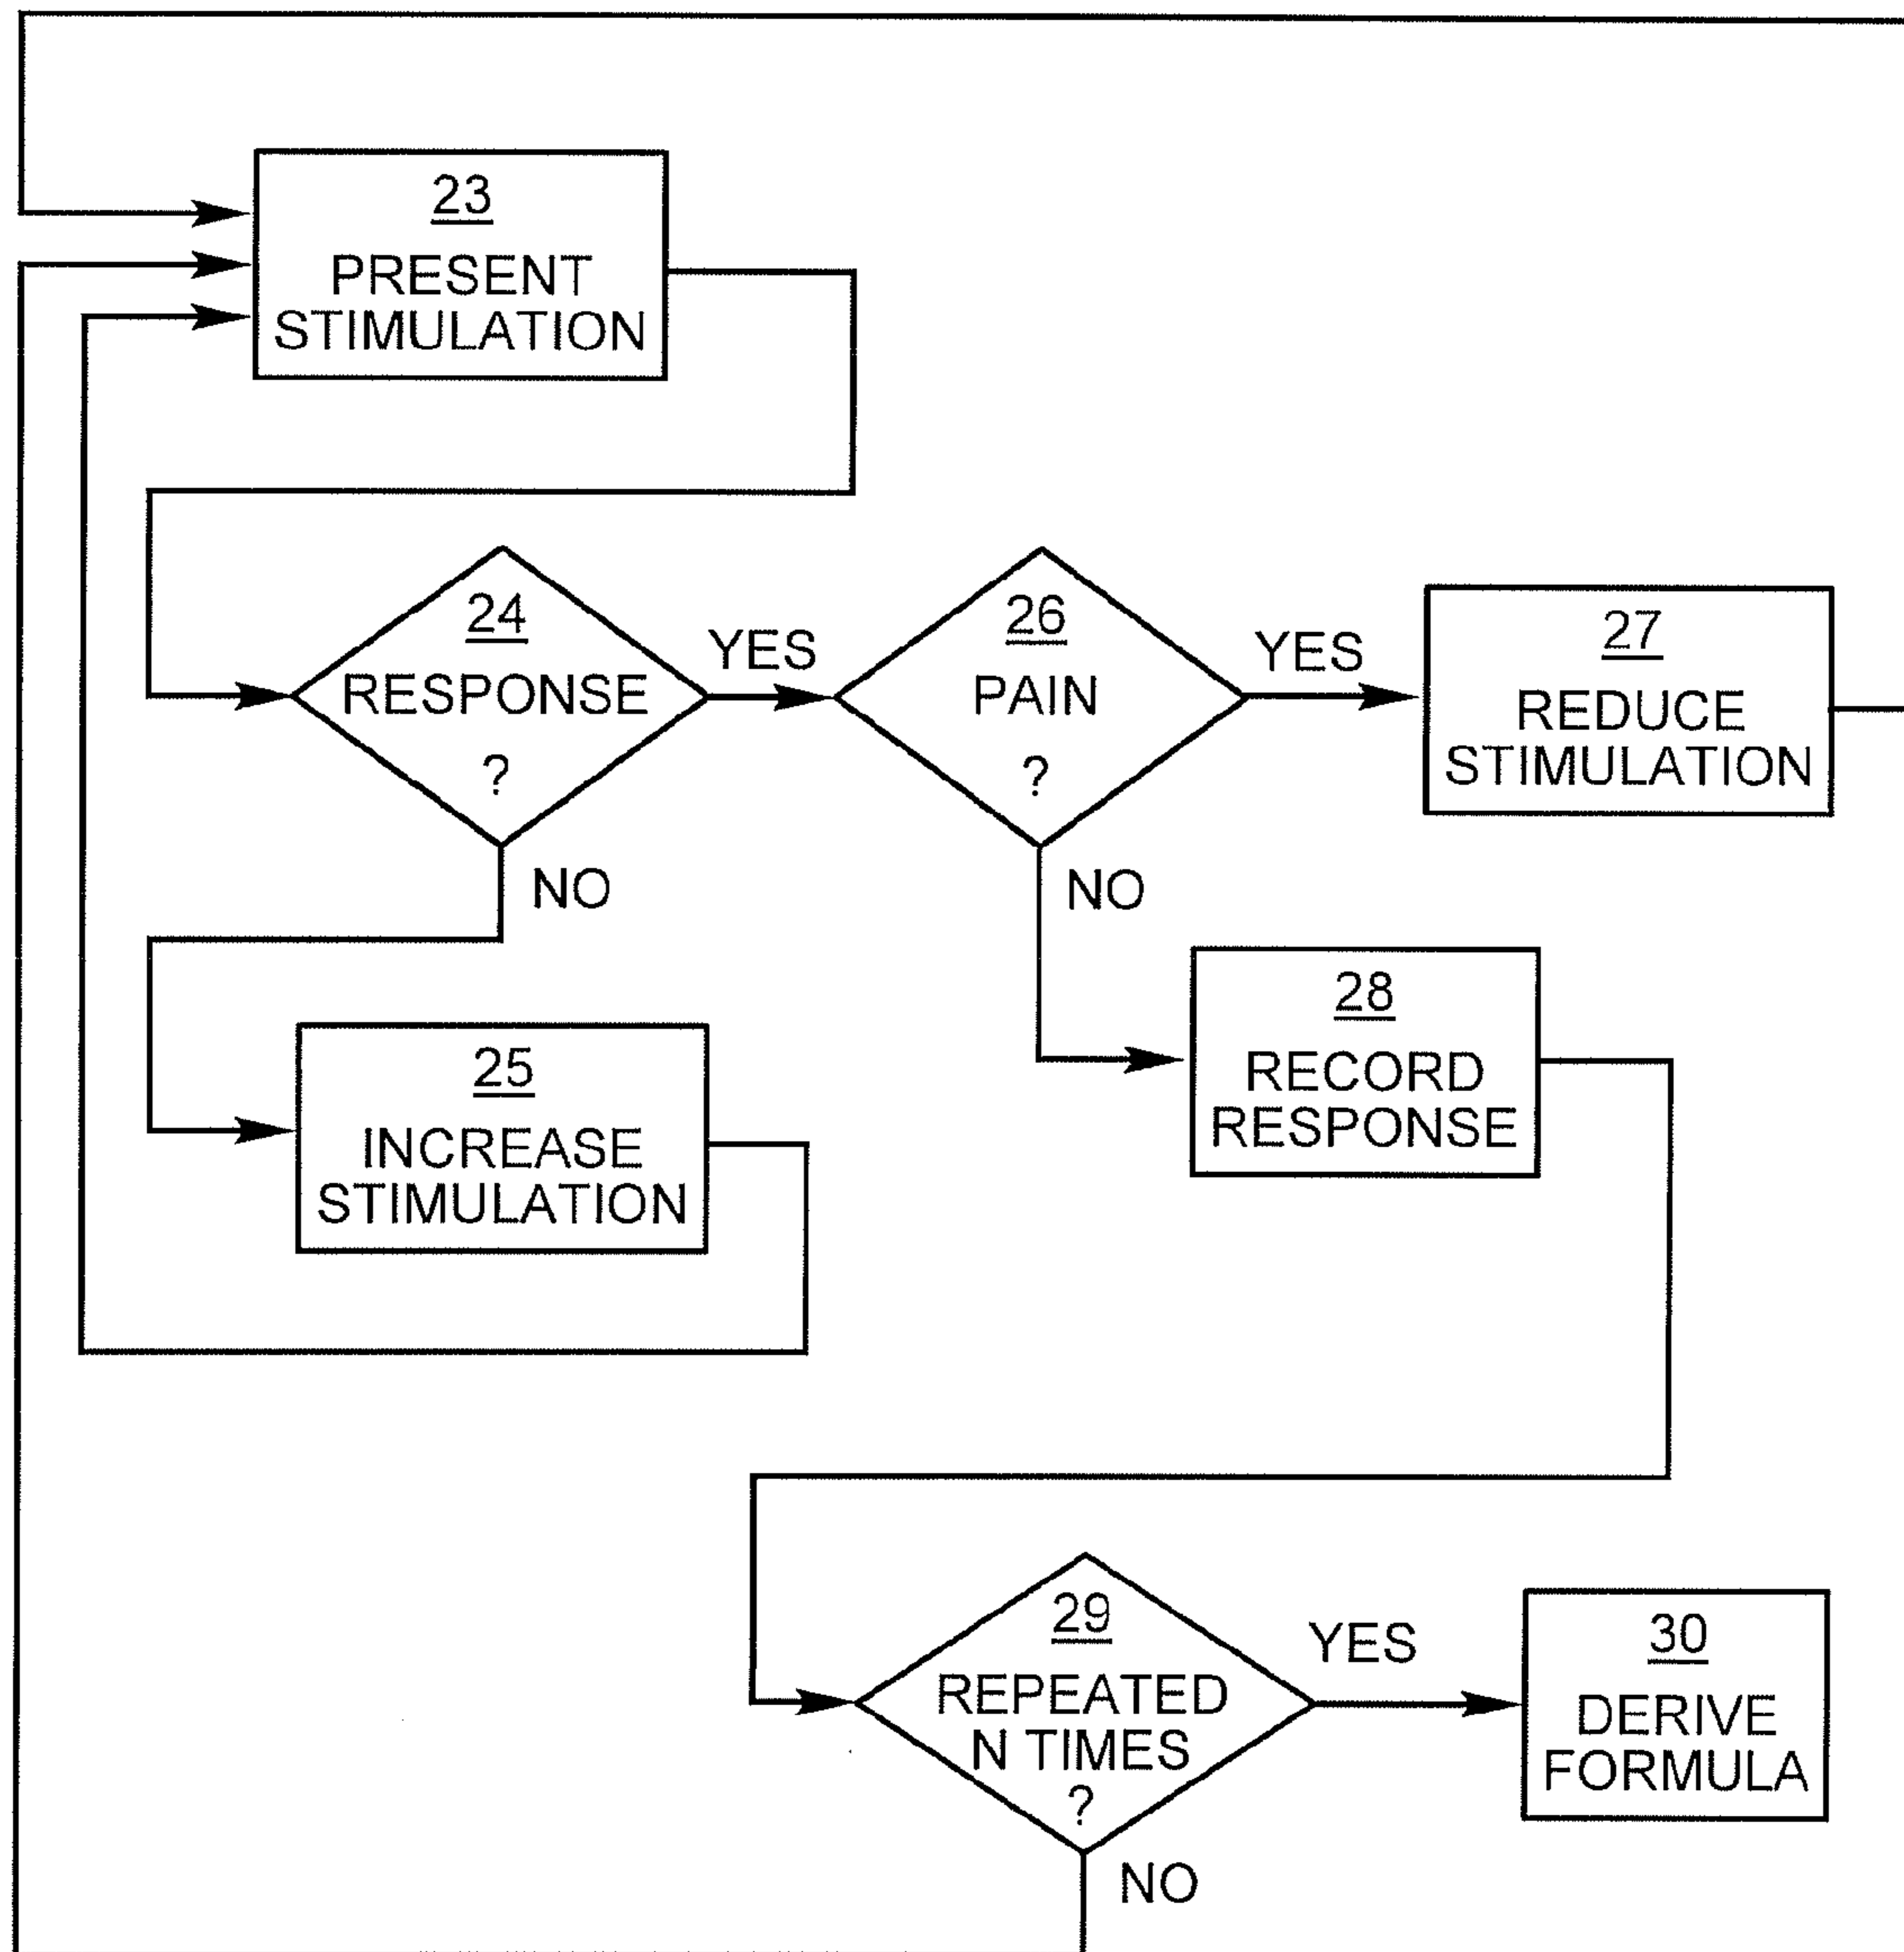 23
PRESENT
STIMULATION
24
RESPONSE
?
YES
26
PAIN
?
YES
27
REDUCE
STIMULATION
NO
NO
25
INCREASE
STIMULATION
28
RECORD
RESPONSE
29
REPEATED
N TIMES
?
YES
30
DERIVE
FORMULA
NO